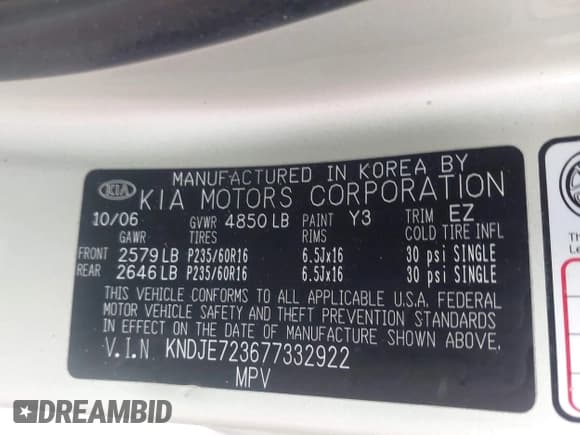 MANUFACTURED IN KOREA BY
KIA KIA MOTORS CORPORATION
10/06 GVWR 4850 LB PAINT Y3 TRIM EZ
GAWR TIRES RIMS COLD TIRE INFL
FRONT 2579 LB P235/60R16 6.5Jx16 30 psi SINGLE
REAR 2646 LB P235/60R16 6.5Jx16 30 psi SINGLE
THIS VEHICLE CONFORMS TO ALL APPLICABLE U.S.A. FEDERAL
MOTOR VEHICLE SAFETY AND THEFT PREVENTION STANDARDS
IN EFFECT ON THE DATE OF MANUFACTURE SHOWN ABOVE.
V.I.N KNDJE723677332922
MPV
Th
Le
DREAMBID